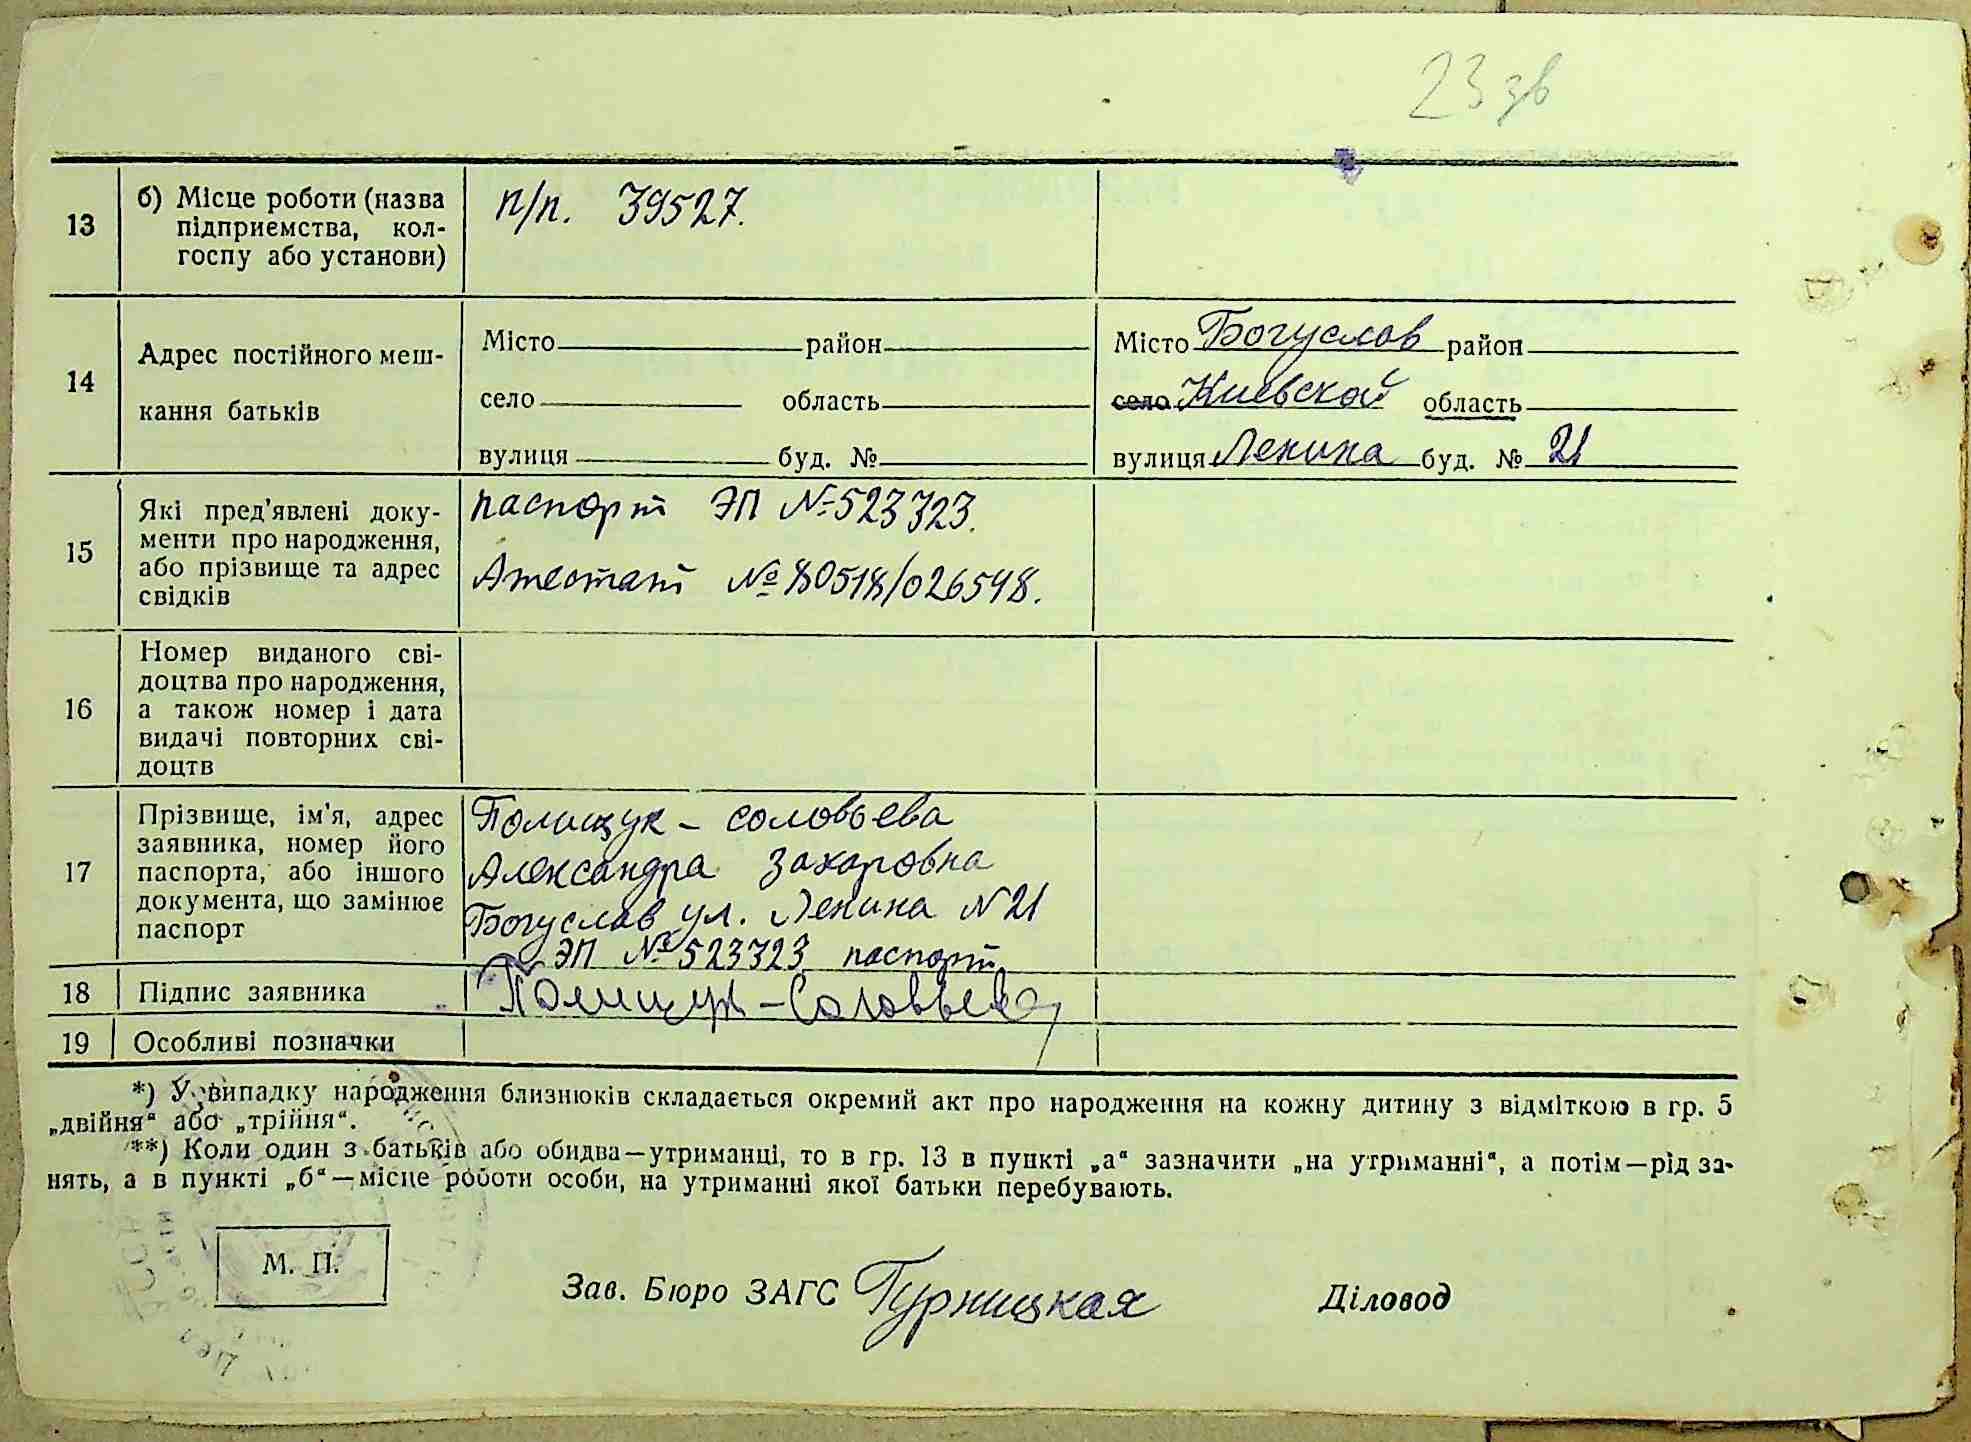 23 зв
13
б) Місце роботи (назва
підприємства, кол-
госпу або установи)
п/п. 39527.
14
Адрес постійного меш-
кання батьків
Місто район
село область
вулиця буд. №
Місто Богуслав район
село Киевской область
вулиця Ленина буд. № 21
15
Які пред'явлені доку-
менти про народження,
або прізвище та адрес
свідків
паспорт ЭП № 523323.
Атестат № 80518/026548.
16
Номер виданого сві-
доцтва про народження,
а також номер і дата
видачі повторних сві-
доцтв
17
Прізвище, ім'я, адрес
заявника, номер його
паспорта, або іншого
документа, що замінює
паспорт
Полищук – соловьева
Александра Захаровна
Богуслав ул. Ленина N 21
ЭП № 523323 паспорт
18
Підпис заявника
Полищук – Соловьева
19
Особливі позначки
*) У випадку народження близнюків складається окремий акт про народження на кожну дитину з відміткою в гр. 5
„двійня“ або „трійня“.
**) Коли один з батьків або обидва—утриманці, то в гр. 13 в пункті „а“ зазначити „на утриманні“, а потім—рід за-
нять, а в пункті „б“—місце роботи особи, на утриманні якої батьки перебувають.
М. П.
Зав. Бюро ЗАГС Турницкая
Діловод